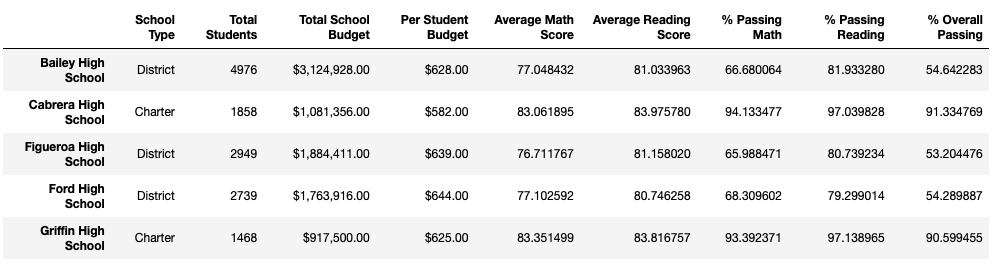 School Type Total Students Total School Budget Per Student Budget Average Math Score Average Reading Score % Passing Math % Passing Reading % Overall Passing
Bailey High School District 4976 $3,124,928.00 $628.00 77.048432 81.033963 66.680064 81.933280 54.642283
Cabrera High School Charter 1858 $1,081,356.00 $582.00 83.061895 83.975780 94.133477 97.039828 91.334769
Figueroa High School District 2949 $1,884,411.00 $639.00 76.711767 81.158020 65.988471 80.739234 53.204476
Ford High School District 2739 $1,763,916.00 $644.00 77.102592 80.746258 68.309602 79.299014 54.289887
Griffin High School Charter 1468 $917,500.00 $625.00 83.351499 83.816757 93.392371 97.138965 90.599455